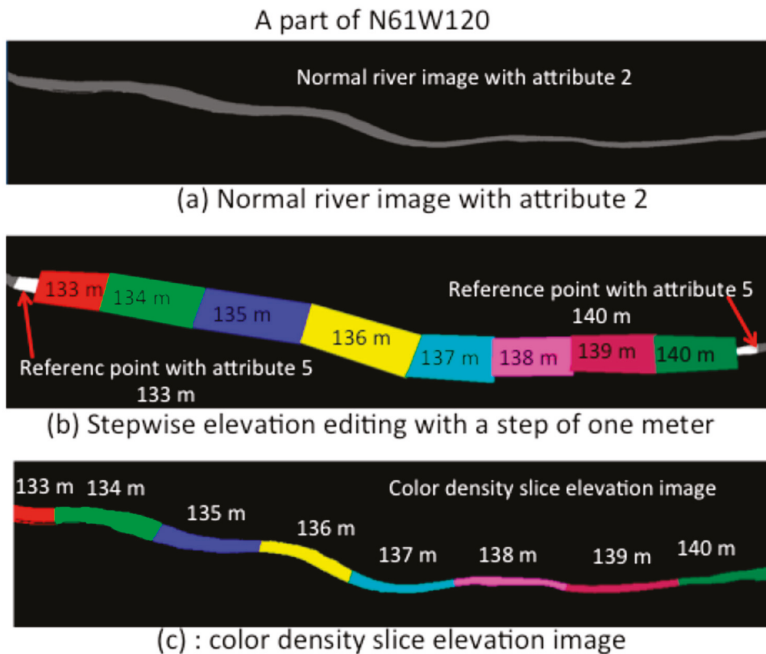 A part of N61W120
Normal river image with attribute 2
(a) Normal river image with attribute 2
133 m
134 m
135 m
136 m
137 m
138 m
139 m
140 m
Reference point with attribute 5
140 m
Referenc point with attribute 5
133 m
(b) Stepwise elevation editing with a step of one meter
133 m
134 m
135 m
136 m
137 m
138 m
139 m
140 m
Color density slice elevation image
(c) : color density slice elevation image